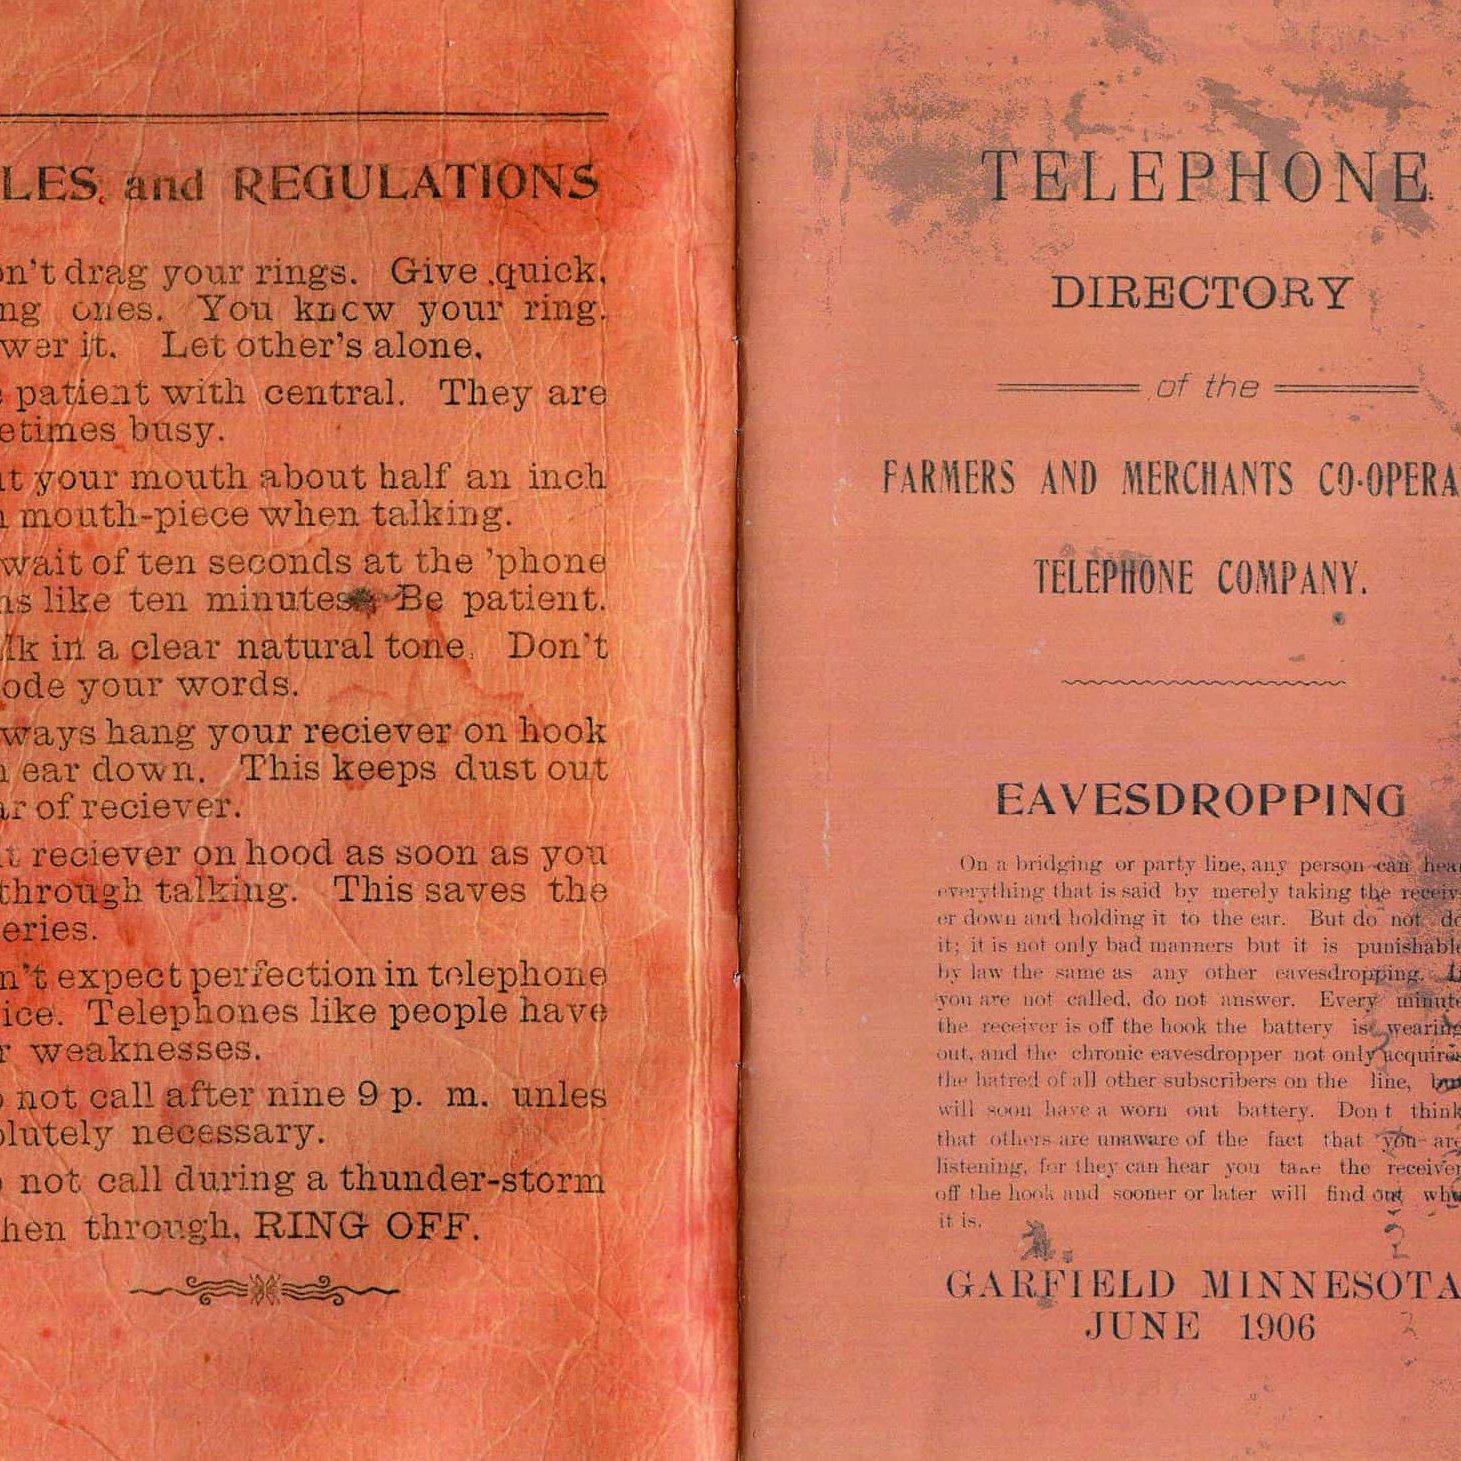 LES, and REGULATIONS
n't drag your rings. Give quick,
ng ones. You know your ring.
wer it. Let other's alone.
patient with central. They are
etimes busy.
t your mouth about half an inch
mouth-piece when talking.
wait of ten seconds at the 'phone
s like ten minutes. Be patient.
lk in a clear natural tone. Don't
ode your words.
ways hang your reciever on hook
ear down. This keeps dust out
r of reciever.
t reciever on hood as soon as you
through talking. This saves the
eries.
n't expect perfection in telephone
ice. Telephones like people have
r weaknesses.
not call after nine 9 p. m. unles
lutely necessary.
not call during a thunder-storm
hen through, RING OFF.
TELEPHONE
DIRECTORY
of the
FARMERS AND MERCHANTS CO-OPERA
TELEPHONE COMPANY.
EAVESDROPPING
On a bridging or party line, any person can hear
everything that is said by merely taking the receiv-
er down and holding it to the ear. But do not do
it; it is not only bad manners but it is punishable
by law the same as any other eavesdropping. If
you are not called, do not answer. Every minute
the receiver is off the hook the battery is wearing
out, and the chronic eavesdropper not only acquires
the hatred of all other subscribers on the line, but
will soon have a worn out battery. Don t think
that others are unaware of the fact that you are
listening, for they can hear you take the receiver
off the hook and sooner or later will find out who
it is.
GARFIELD MINNESOTA
JUNE 1906